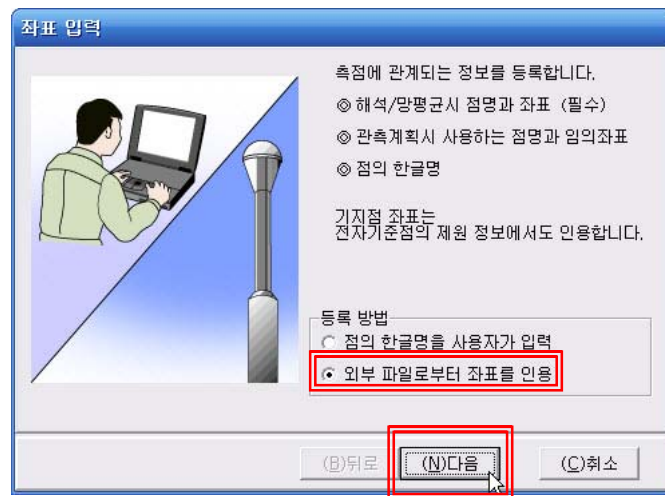 좌표 입력
측점에 관계되는 정보를 등록합니다.
◎ 해석/망평균시 점명과 좌표 (필수)
◎ 관측계획시 사용하는 점명과 임의좌표
◎ 점의 한글명
기지점 좌표는
전자기준점의 제원 정보에서도 인용합니다.
등록 방법
점의 한글명을 사용자가 입력
외부 파일로부터 좌표를 인용
(B)뒤로
(N)다음
(C)취소